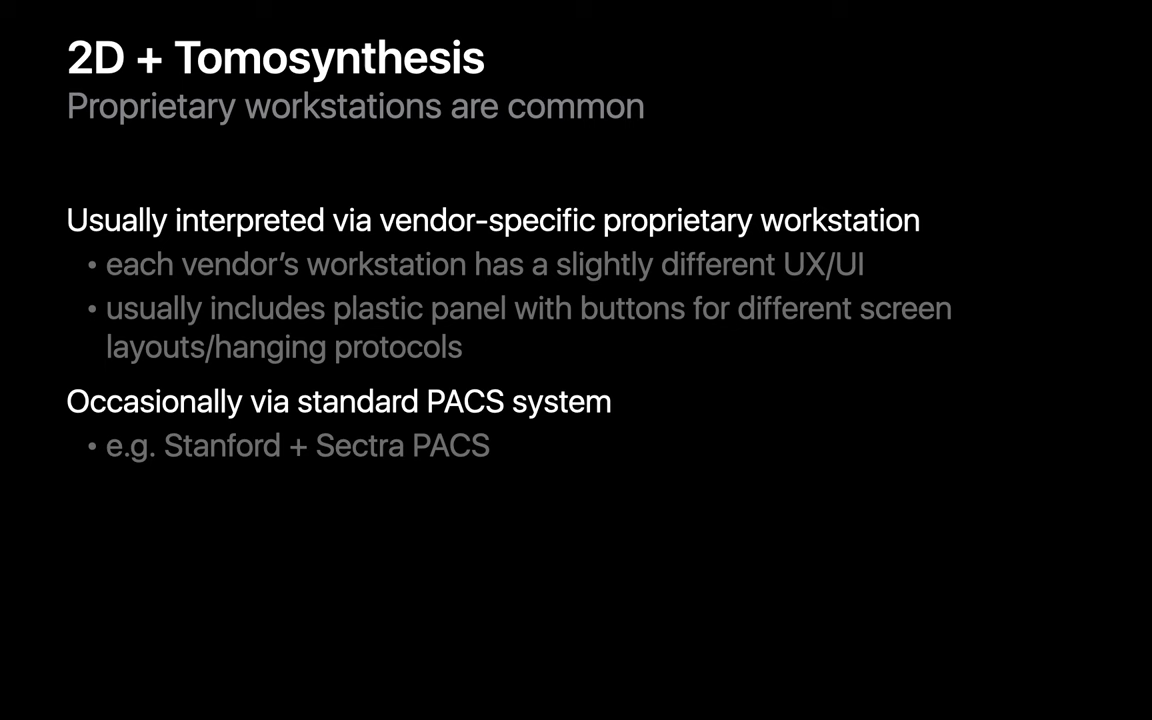 2D + Tomosynthesis
Proprietary workstations are common
Usually interpreted via vendor-specific proprietary workstation
• each vendor’s workstation has a slightly different UX/UI
• usually includes plastic panel with buttons for different screen
layouts/hanging protocols
Occasionally via standard PACS system
• e.g. Stanford + Sectra PACS